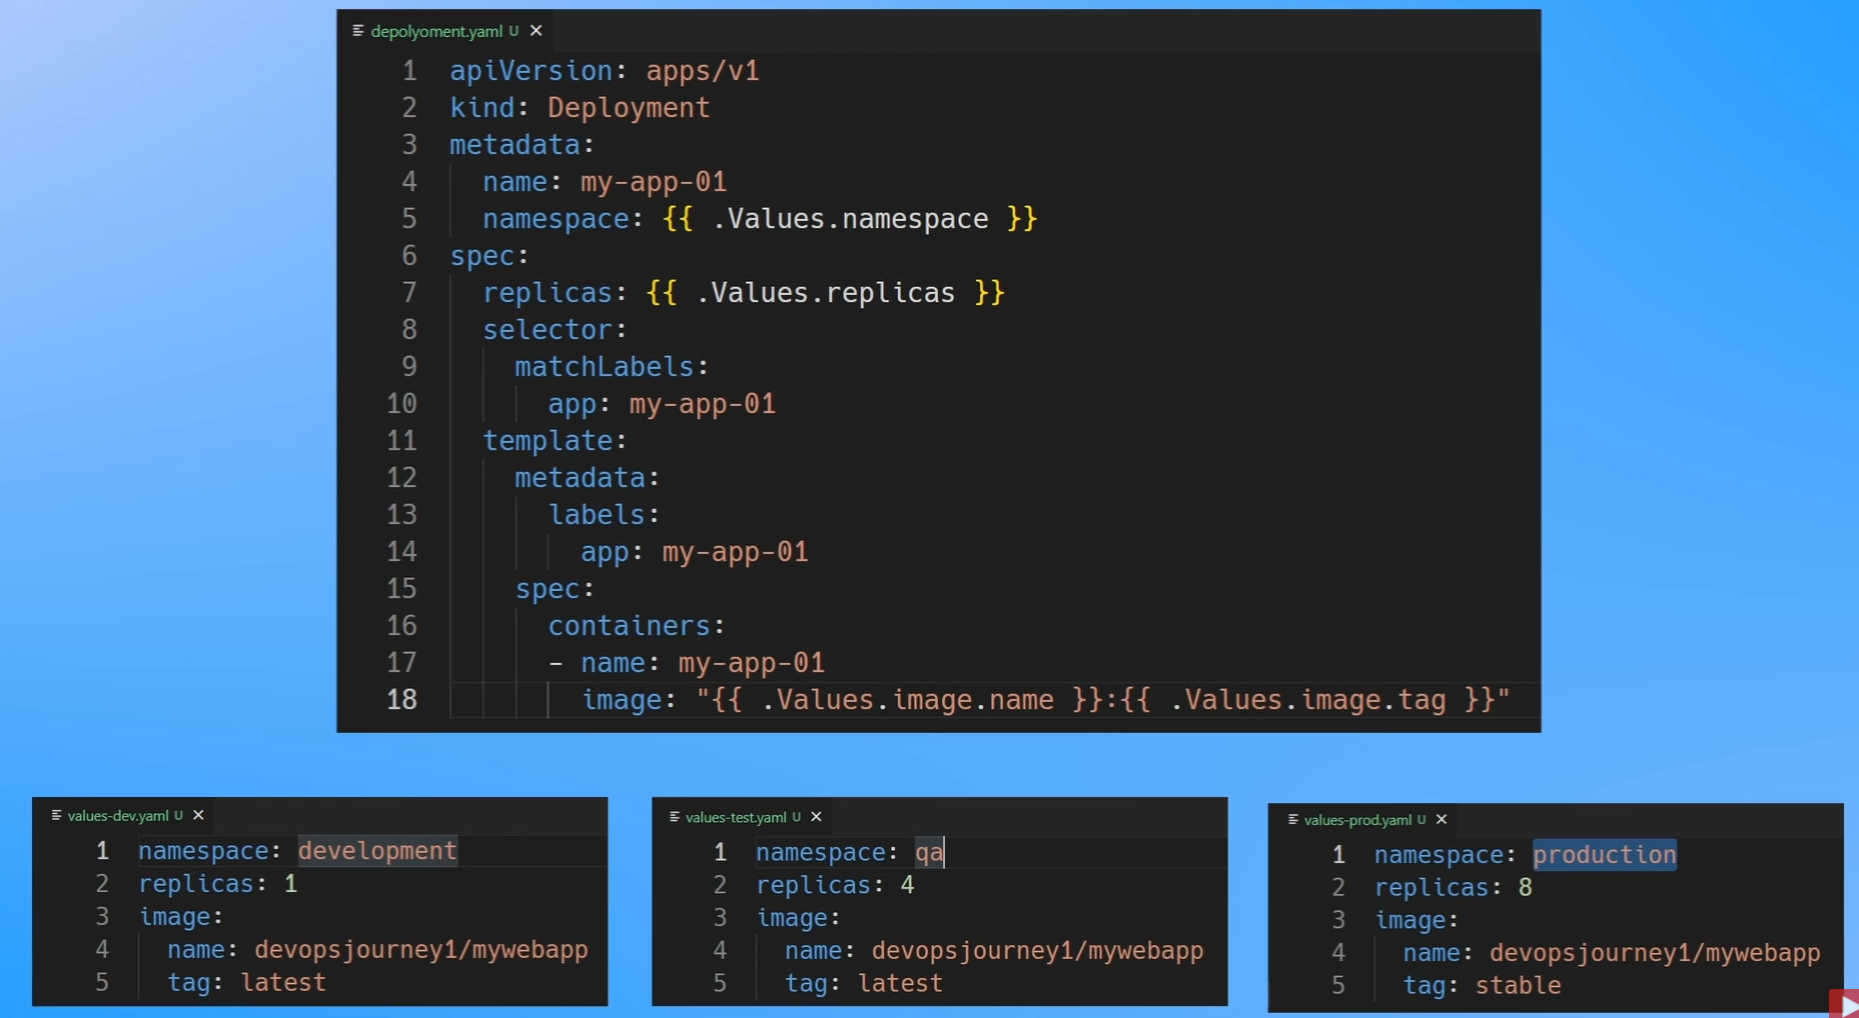 depolyoment.yaml U
1 apiVersion: apps/v1
2 kind: Deployment
3 metadata:
4   name: my-app-01
5   namespace: {{ .Values.namespace }}
6 spec:
7   replicas: {{ .Values.replicas }}
8   selector:
9     matchLabels:
10       app: my-app-01
11   template:
12     metadata:
13       labels:
14         app: my-app-01
15     spec:
16       containers:
17       - name: my-app-01
18         image: "{{ .Values.image.name }}:{{ .Values.image.tag }}"
values-dev.yaml U
1 namespace: development
2 replicas: 1
3 image:
4   name: devopsjourney1/mywebapp
5   tag: latest
values-test.yaml U
1 namespace: qa
2 replicas: 4
3 image:
4   name: devopsjourney1/mywebapp
5   tag: latest
values-prod.yaml U
1 namespace: production
2 replicas: 8
3 image:
4   name: devopsjourney1/mywebapp
5   tag: stable